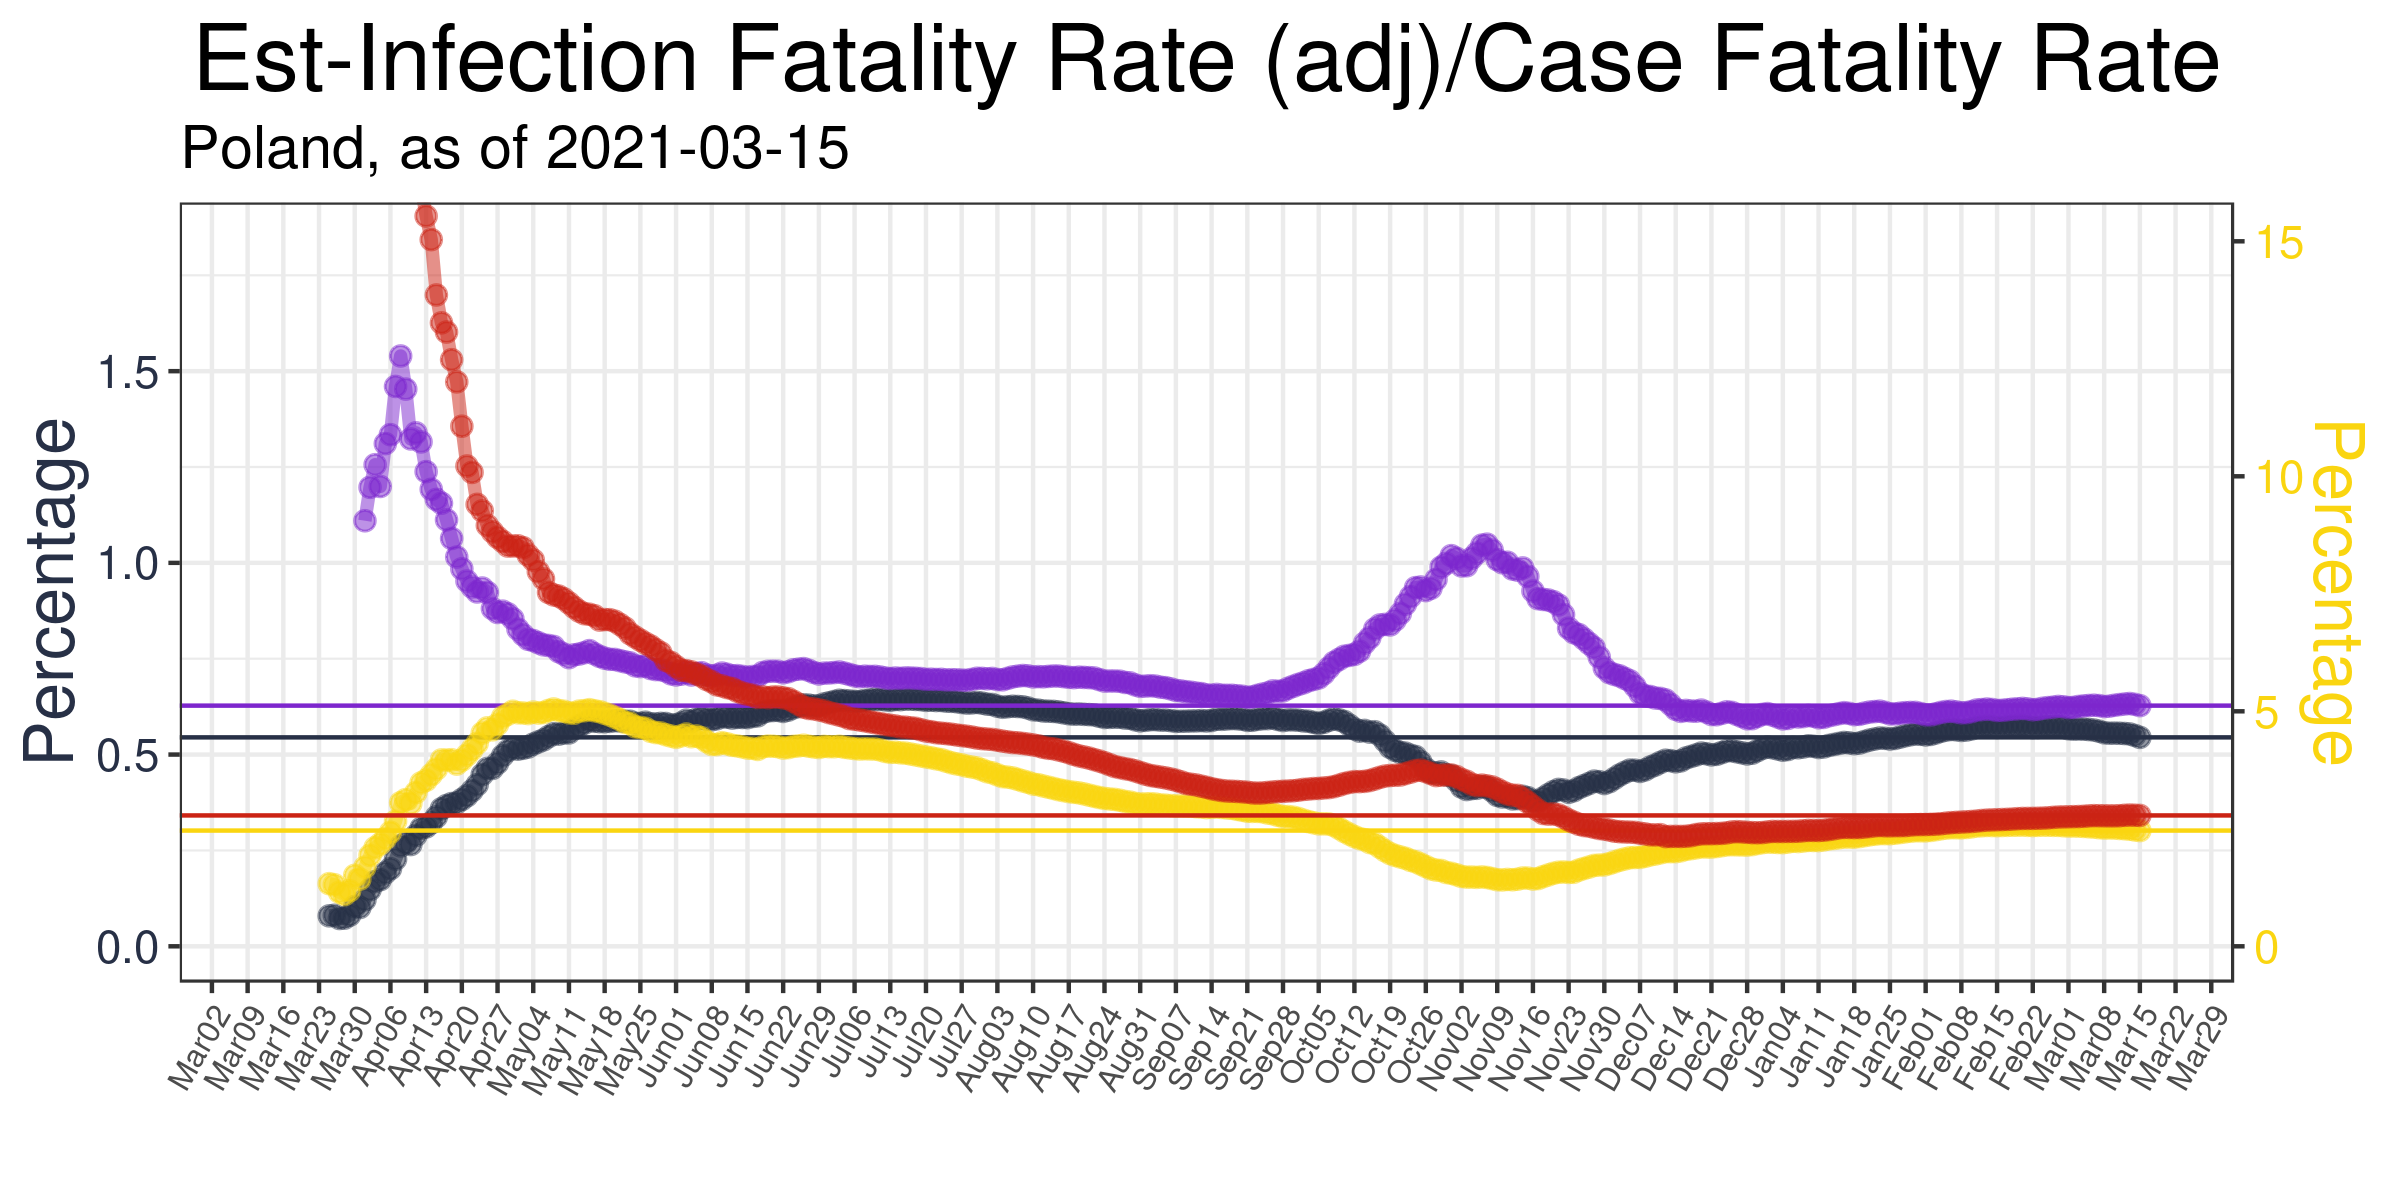 Est-Infection Fatality Rate (adj)/Case Fatality Rate
Poland, as of 2021-03-15
Percentage
1.5
1.0
0.5
0.0
15
10
5
0
Percentage
Mar02
Mar09
Mar16
Mar23
Mar30
Apr06
Apr13
Apr20
Apr27
May04
May11
May18
May25
Jun01
Jun08
Jun15
Jun22
Jun29
Jul06
Jul13
Jul20
Jul27
Aug03
Aug10
Aug17
Aug24
Aug31
Sep07
Sep14
Sep21
Sep28
Oct05
Oct12
Oct19
Oct26
Nov02
Nov09
Nov16
Nov23
Nov30
Dec07
Dec14
Dec21
Dec28
Jan04
Jan11
Jan18
Jan25
Feb01
Feb08
Feb15
Feb22
Mar01
Mar08
Mar15
Mar22
Mar29